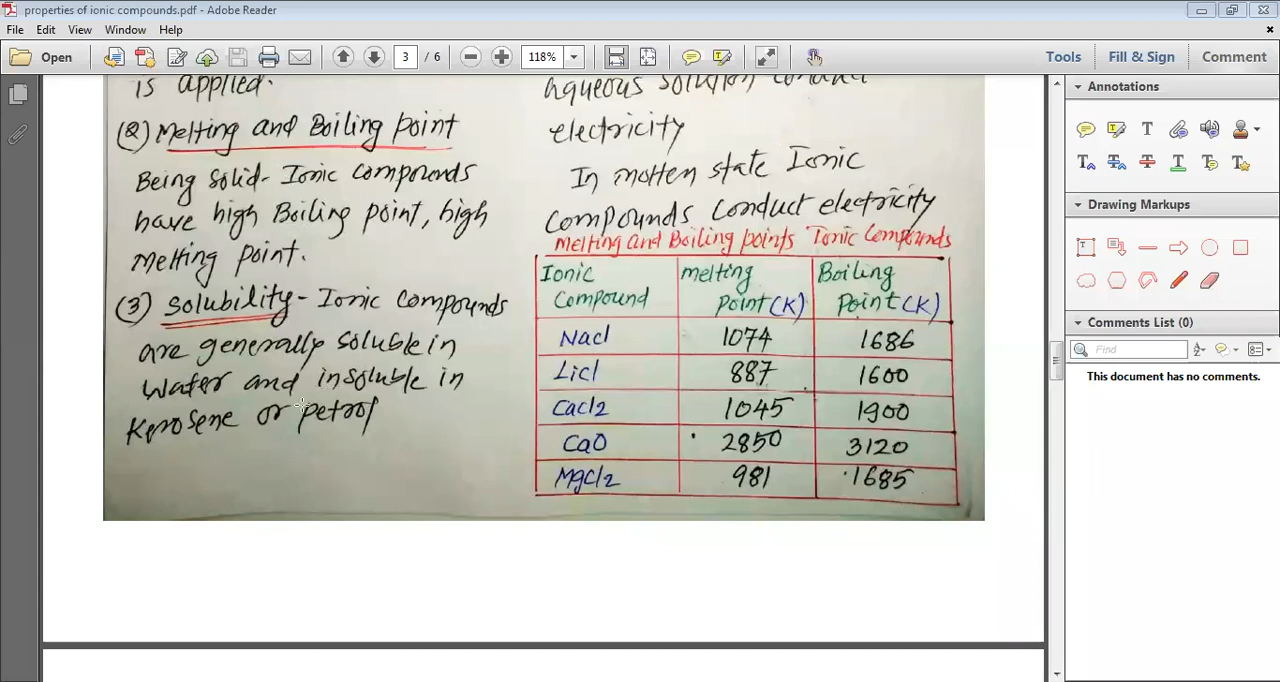 properties of ionic compounds.pdf - Adobe Reader
File Edit View Window Help
Open 3 / 6 118% Tools Fill & Sign Comment
is applied.
(2) Melting and Boiling point
Being solid - Ionic Compounds
have high Boiling point, high
melting point.
(3) Solubility - Ionic Compounds
are generally soluble in
water and insoluble in
Kerosene or petrol
aqueous solution conduct
electricity
In motten state Ionic
Compounds Conduct electricity
Melting and Boiling points Ionic Compounds
Ionic Compound melting point (K) Boiling Point (K)
Nacl 1074 1686
Licl 887 1600
Cacl2 1045 1900
CaO 2850 3120
Mgcl2 981 1685
Annotations
Drawing Markups
Comments List (0)
Find
This document has no comments.